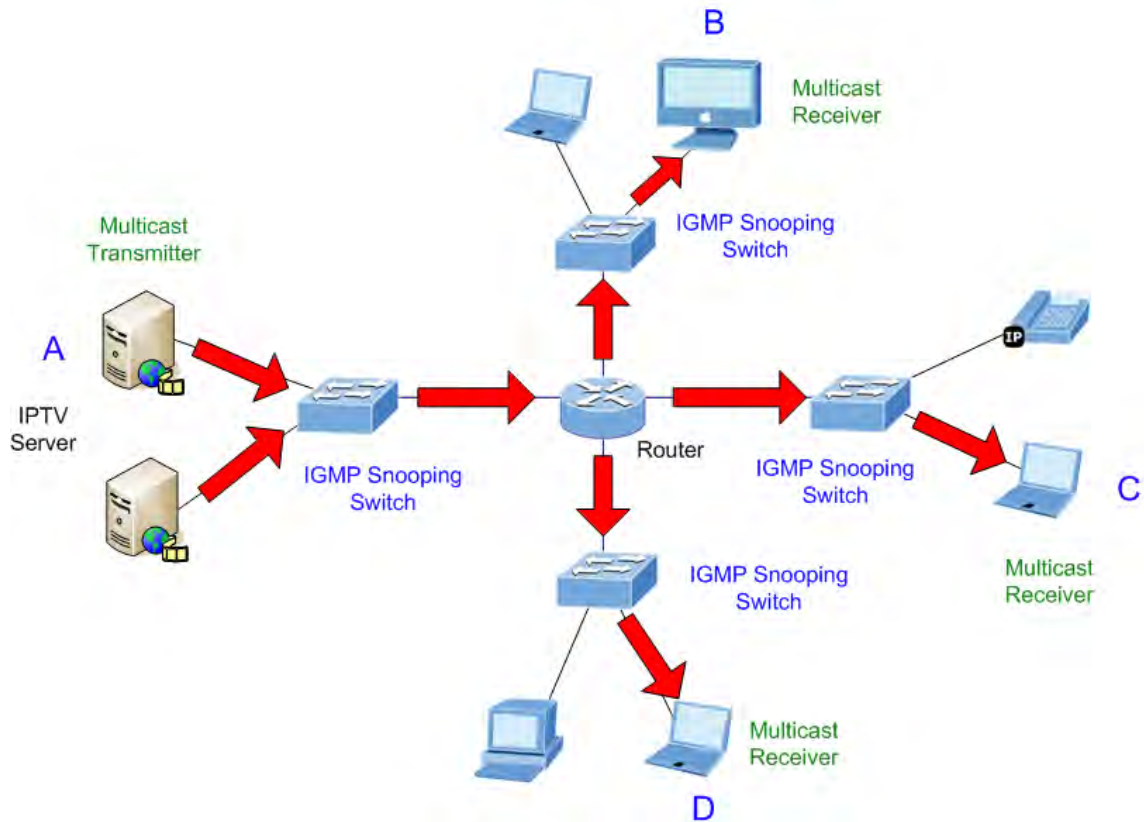 B
Multicast
Receiver
IGMP Snooping
Switch
Multicast
Transmitter
A
IPTV
Server
IGMP Snooping
Switch
Router
IP
IGMP Snooping
Switch
C
Multicast
Receiver
IGMP Snooping
Switch
Multicast
Receiver
D